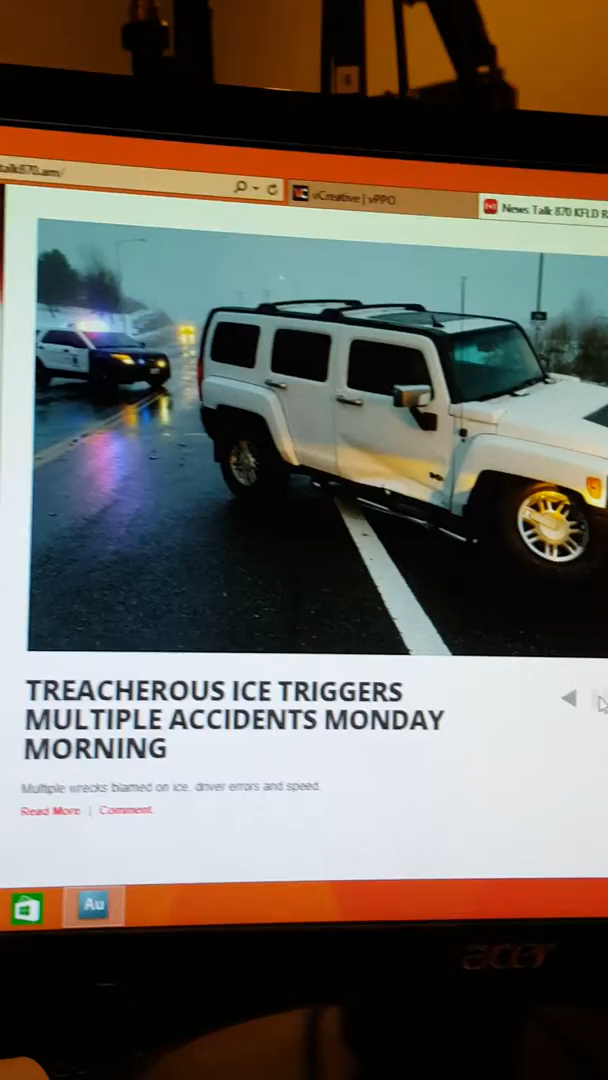 talk870.am/
vCreative | vPPO
News Talk 870 KFLD R
TREACHEROUS ICE TRIGGERS
MULTIPLE ACCIDENTS MONDAY
MORNING
Multiple wrecks blamed on ice, driver errors and speed.
Read More | Comment
Au
acer